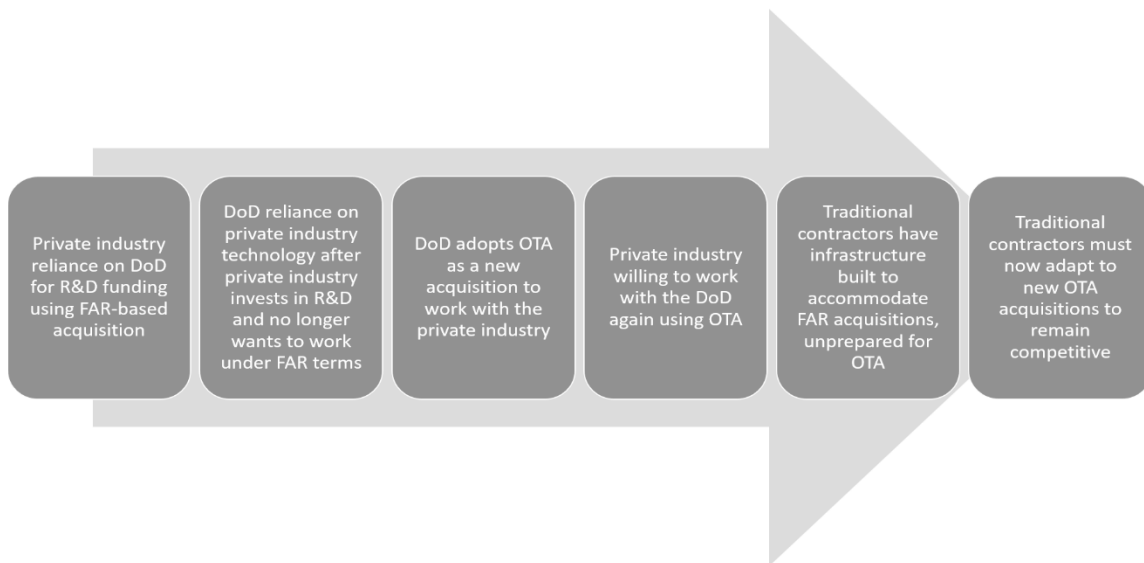 Private industry
reliance on DoD
for R&D funding
using FAR-based
acquisition
DoD reliance on
private industry
technology after
private industry
invests in R&D
and no longer
wants to work
under FAR terms
DoD adopts OTA
as a new
acquisition to
work with the
private industry
Private industry
willing to work
with the DoD
again using OTA
Traditional
contractors have
infrastructure
built to
accommodate
FAR acquisitions,
unprepared for
OTA
Traditional
contractors must
now adapt to
new OTA
acquisitions to
remain
competitive